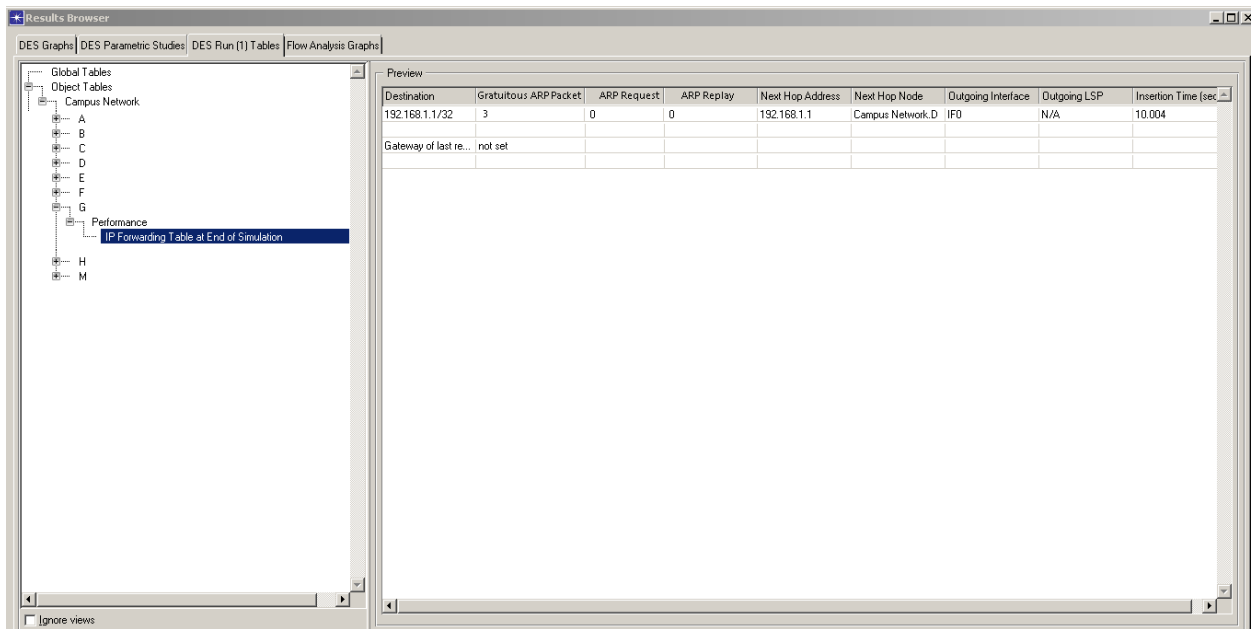 Results Browser
DES Graphs DES Parametric Studies DES Run (1) Tables Flow Analysis Graphs
Global Tables
Object Tables
Campus Network
A
B
C
D
E
F
G
Performance
IP Forwarding Table at End of Simulation
H
M
Ignore views
Preview
Destination Gratuitous ARP Packet ARP Request ARP Replay Next Hop Address Next Hop Node Outgoing Interface Outgoing LSP Insertion Time (sec
192.168.1.1/32 3 0 0 192.168.1.1 Campus Network.D IF0 N/A 10.004
Gateway of last re... not set